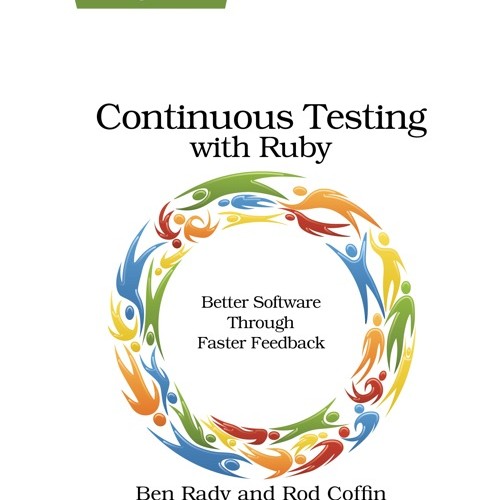 Continuous Testing
with Ruby
Better Software
Through
Faster Feedback
Ben Rady and Rod Coffin